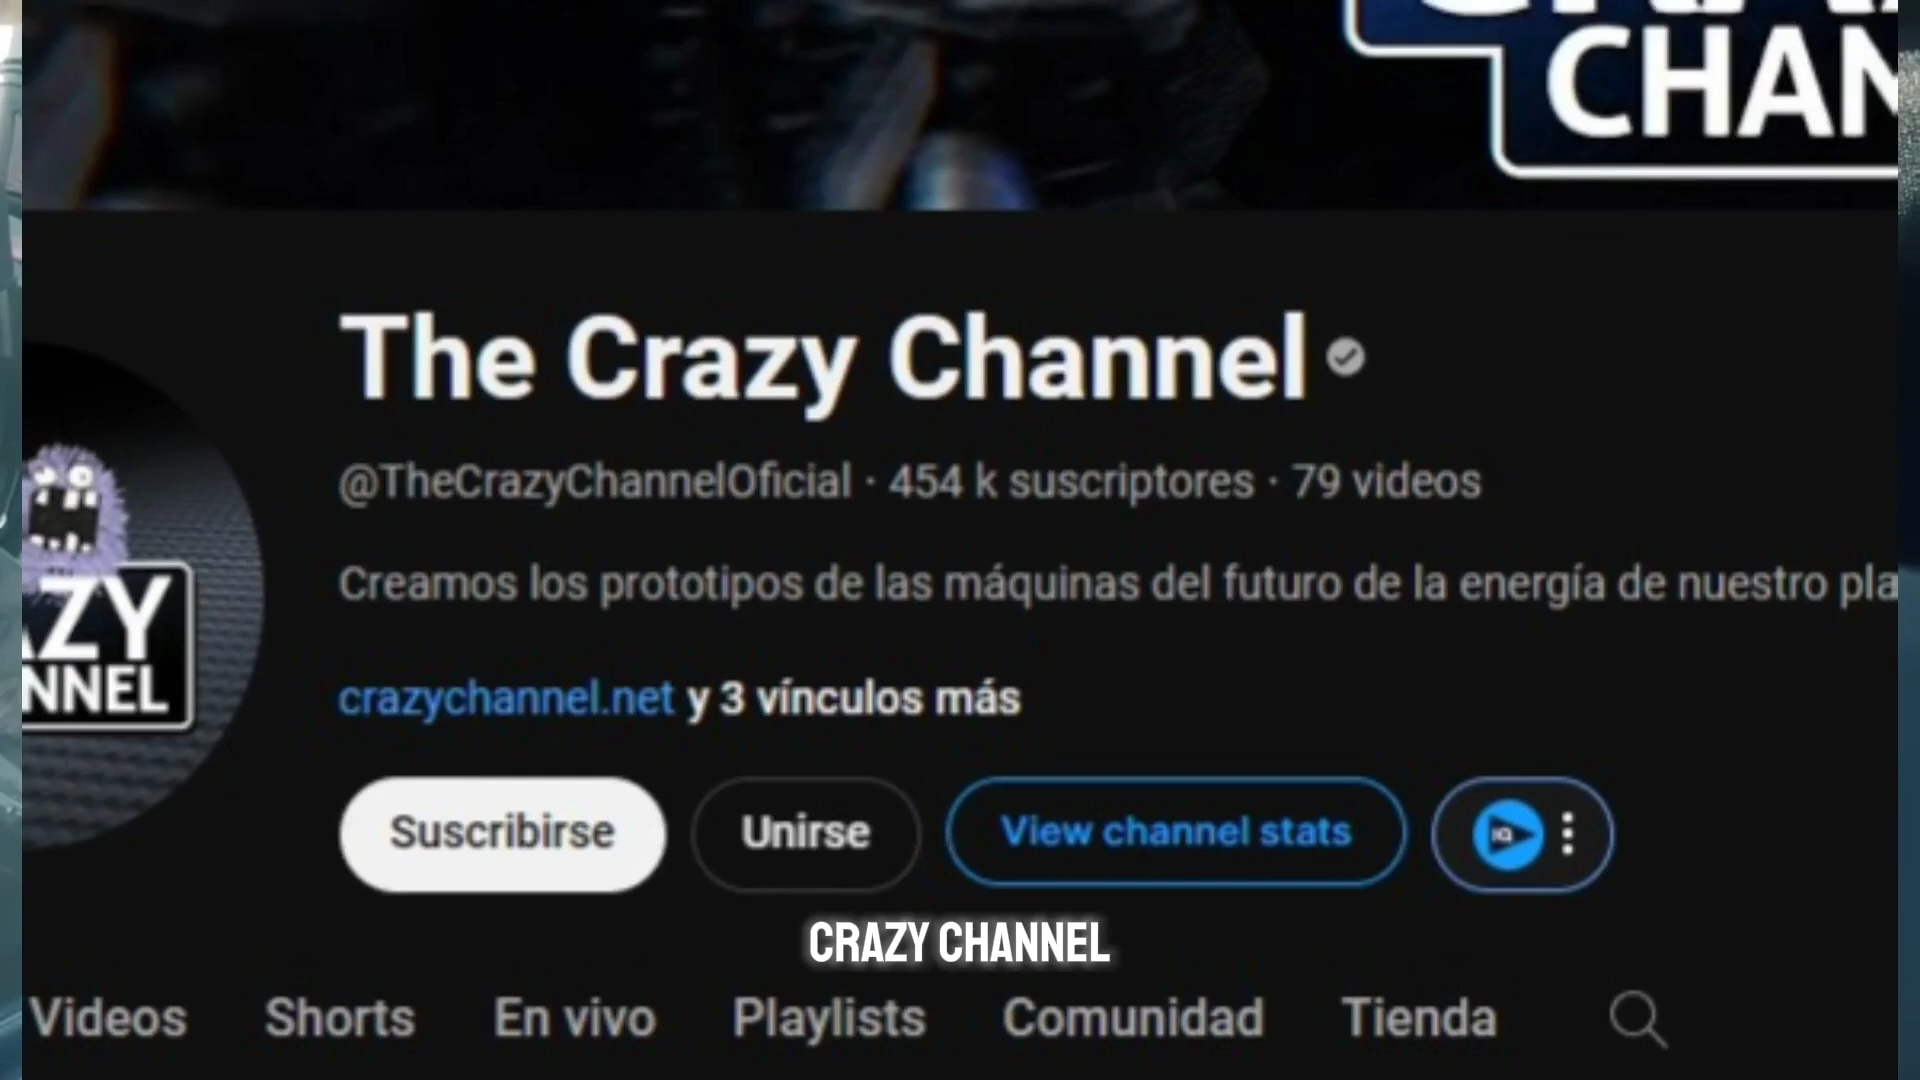 CHAN
The Crazy Channel
@TheCrazyChannelOficial · 454 k suscriptores · 79 videos
Creamos los prototipos de las máquinas del futuro de la energía de nuestro pla
AZY
NNEL
crazychannel.net y 3 vínculos más
Suscribirse
Unirse
View channel stats
IQ
CRAZY CHANNEL
Videos
Shorts
En vivo
Playlists
Comunidad
Tienda